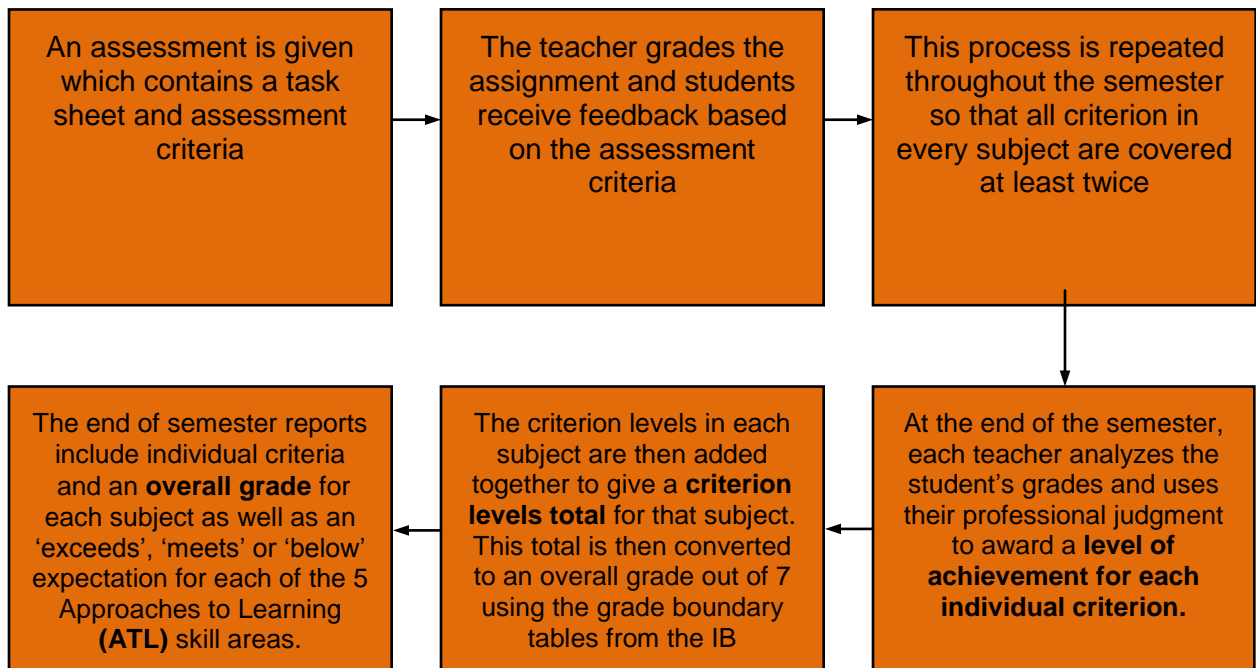 An assessment is given
which contains a task
sheet and assessment
criteria
The teacher grades the
assignment and students
receive feedback based
on the assessment
criteria
This process is repeated
throughout the semester
so that all criterion in
every subject are covered
at least twice
At the end of the semester,
each teacher analyzes the
student’s grades and uses
their professional judgment
to award a level of
achievement for each
individual criterion.
The criterion levels in each
subject are then added
together to give a criterion
levels total for that subject.
This total is then converted
to an overall grade out of 7
using the grade boundary
tables from the IB
The end of semester reports
include individual criteria
and an overall grade for
each subject as well as an
‘exceeds’, ‘meets’ or ‘below’
expectation for each of the 5
Approaches to Learning
(ATL) skill areas.